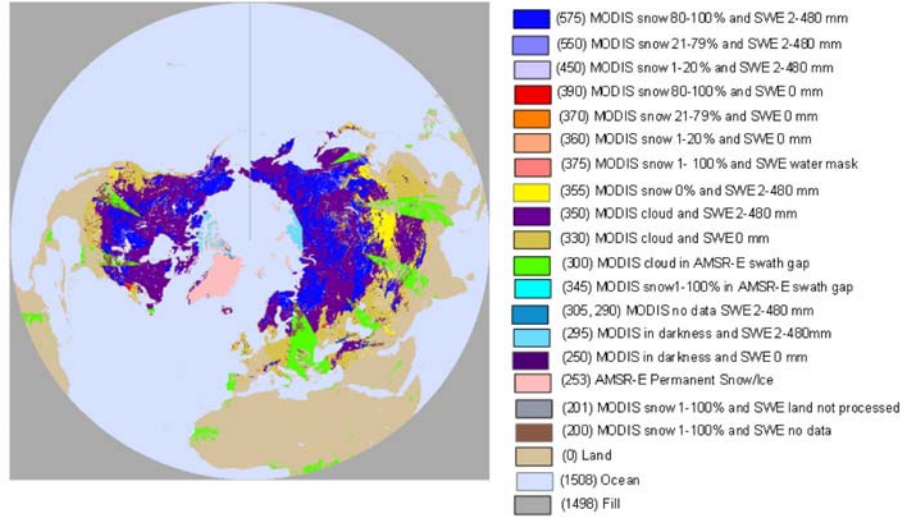 (575) MODIS snow 80-100% and SWE 2-480 mm
(550) MODIS snow 21-79% and SWE 2-480 mm
(450) MODIS snow 1-20% and SWE 2-480 mm
(390) MODIS snow 80-100% and SWE 0 mm
(370) MODIS snow 21-79% and SWE 0 mm
(360) MODIS snow 1-20% and SWE 0 mm
(375) MODIS snow 1- 100% and SWE water mask
(355) MODIS snow 0% and SWE 2-480 mm
(350) MODIS cloud and SWE 2-480 mm
(330) MODIS cloud and SWE 0 mm
(300) MODIS cloud in AMSR-E swath gap
(345) MODIS snow1-100% in AMSR-E swath gap
(305, 290) MODIS no data SWE 2-480 mm
(295) MODIS in darkness and SWE 2-480mm
(250) MODIS in darkness and SWE 0 mm
(253) AMSR-E Permanent Snow/Ice
(201) MODIS snow 1-100% and SWE land not processed
(200) MODIS snow 1-100% and SWE no data
(0) Land
(1508) Ocean
(1498) Fill